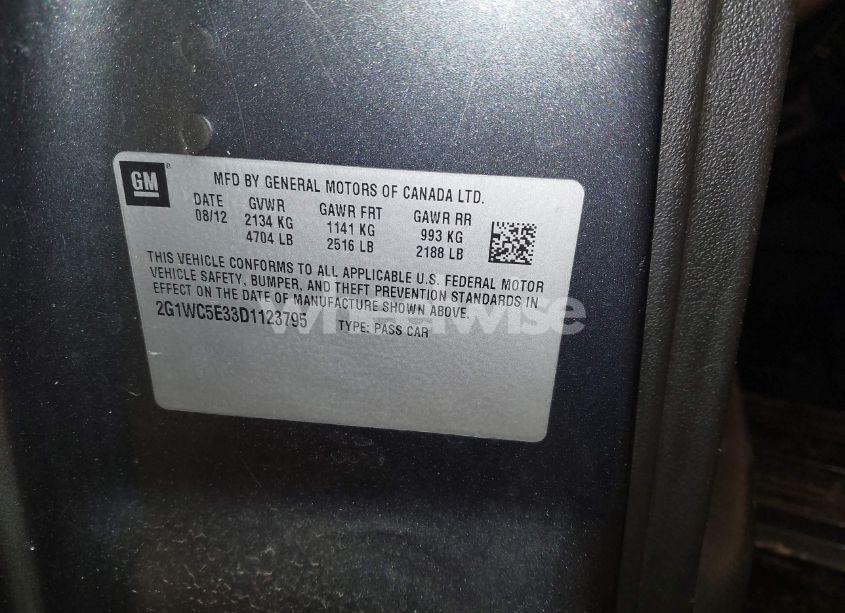 GM
MFD BY GENERAL MOTORS OF CANADA LTD.
DATE GVWR GAWR FRT GAWR RR
08/12 2134 KG 1141 KG 993 KG
4704 LB 2516 LB 2188 LB
THIS VEHICLE CONFORMS TO ALL APPLICABLE U.S. FEDERAL MOTOR
VEHICLE SAFETY, BUMPER, AND THEFT PREVENTION STANDARDS IN
EFFECT ON THE DATE OF MANUFACTURE SHOWN ABOVE.
2G1WC5E33D1123795 TYPE: PASS CAR
wheelwise